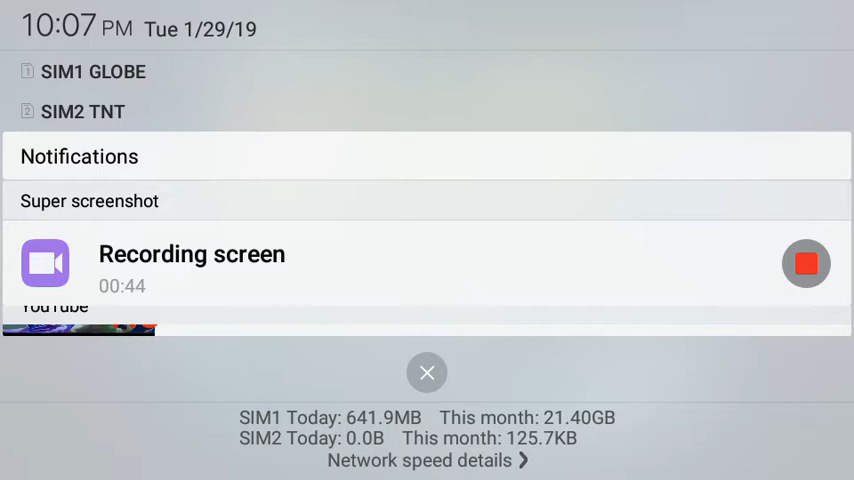 10:07 PM Tue 1/29/19
1 SIM1 GLOBE
2 SIM2 TNT
Notifications
Super screenshot
Recording screen
00:44
YouTube
SIM1 Today: 641.9MB This month: 21.40GB
SIM2 Today: 0.0B This month: 125.7KB
Network speed details ❯